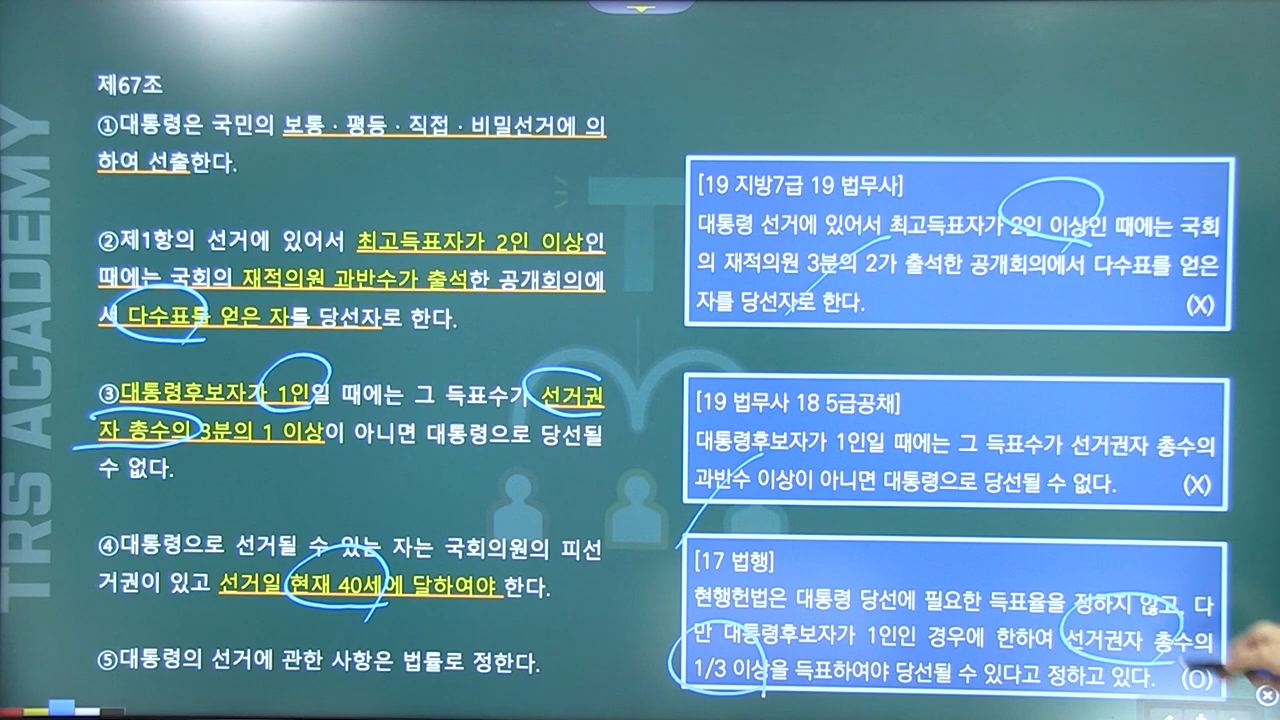 TRS ACADEMY
제67조
①대통령은 국민의 보통 · 평등 · 직접 · 비밀선거에 의
하여 선출한다.
②제1항의 선거에 있어서 최고득표자가 2인 이상인
때에는 국회의 재적의원 과반수가 출석한 공개회의에
서 다수표를 얻은 자를 당선자로 한다.
③대통령후보자가 1인일 때에는 그 득표수가 선거권
자 총수의 3분의 1 이상이 아니면 대통령으로 당선될
수 없다.
④대통령으로 선거될 수 있는 자는 국회의원의 피선
거권이 있고 선거일 현재 40세에 달하여야 한다.
⑤대통령의 선거에 관한 사항은 법률로 정한다.
[19 지방7급 19 법무사]
대통령 선거에 있어서 최고득표자가 2인 이상인 때에는 국회
의 재적의원 3분의 2가 출석한 공개회의에서 다수표를 얻은
자를 당선자로 한다. (X)
[19 법무사 18 5급공채]
대통령후보자가 1인일 때에는 그 득표수가 선거권자 총수의
과반수 이상이 아니면 대통령으로 당선될 수 없다. (X)
[17 법행]
현행헌법은 대통령 당선에 필요한 득표율을 정하지 않고, 다
만 대통령후보자가 1인인 경우에 한하여 선거권자 총수의
1/3 이상을 득표하여야 당선될 수 있다고 정하고 있다. (O)